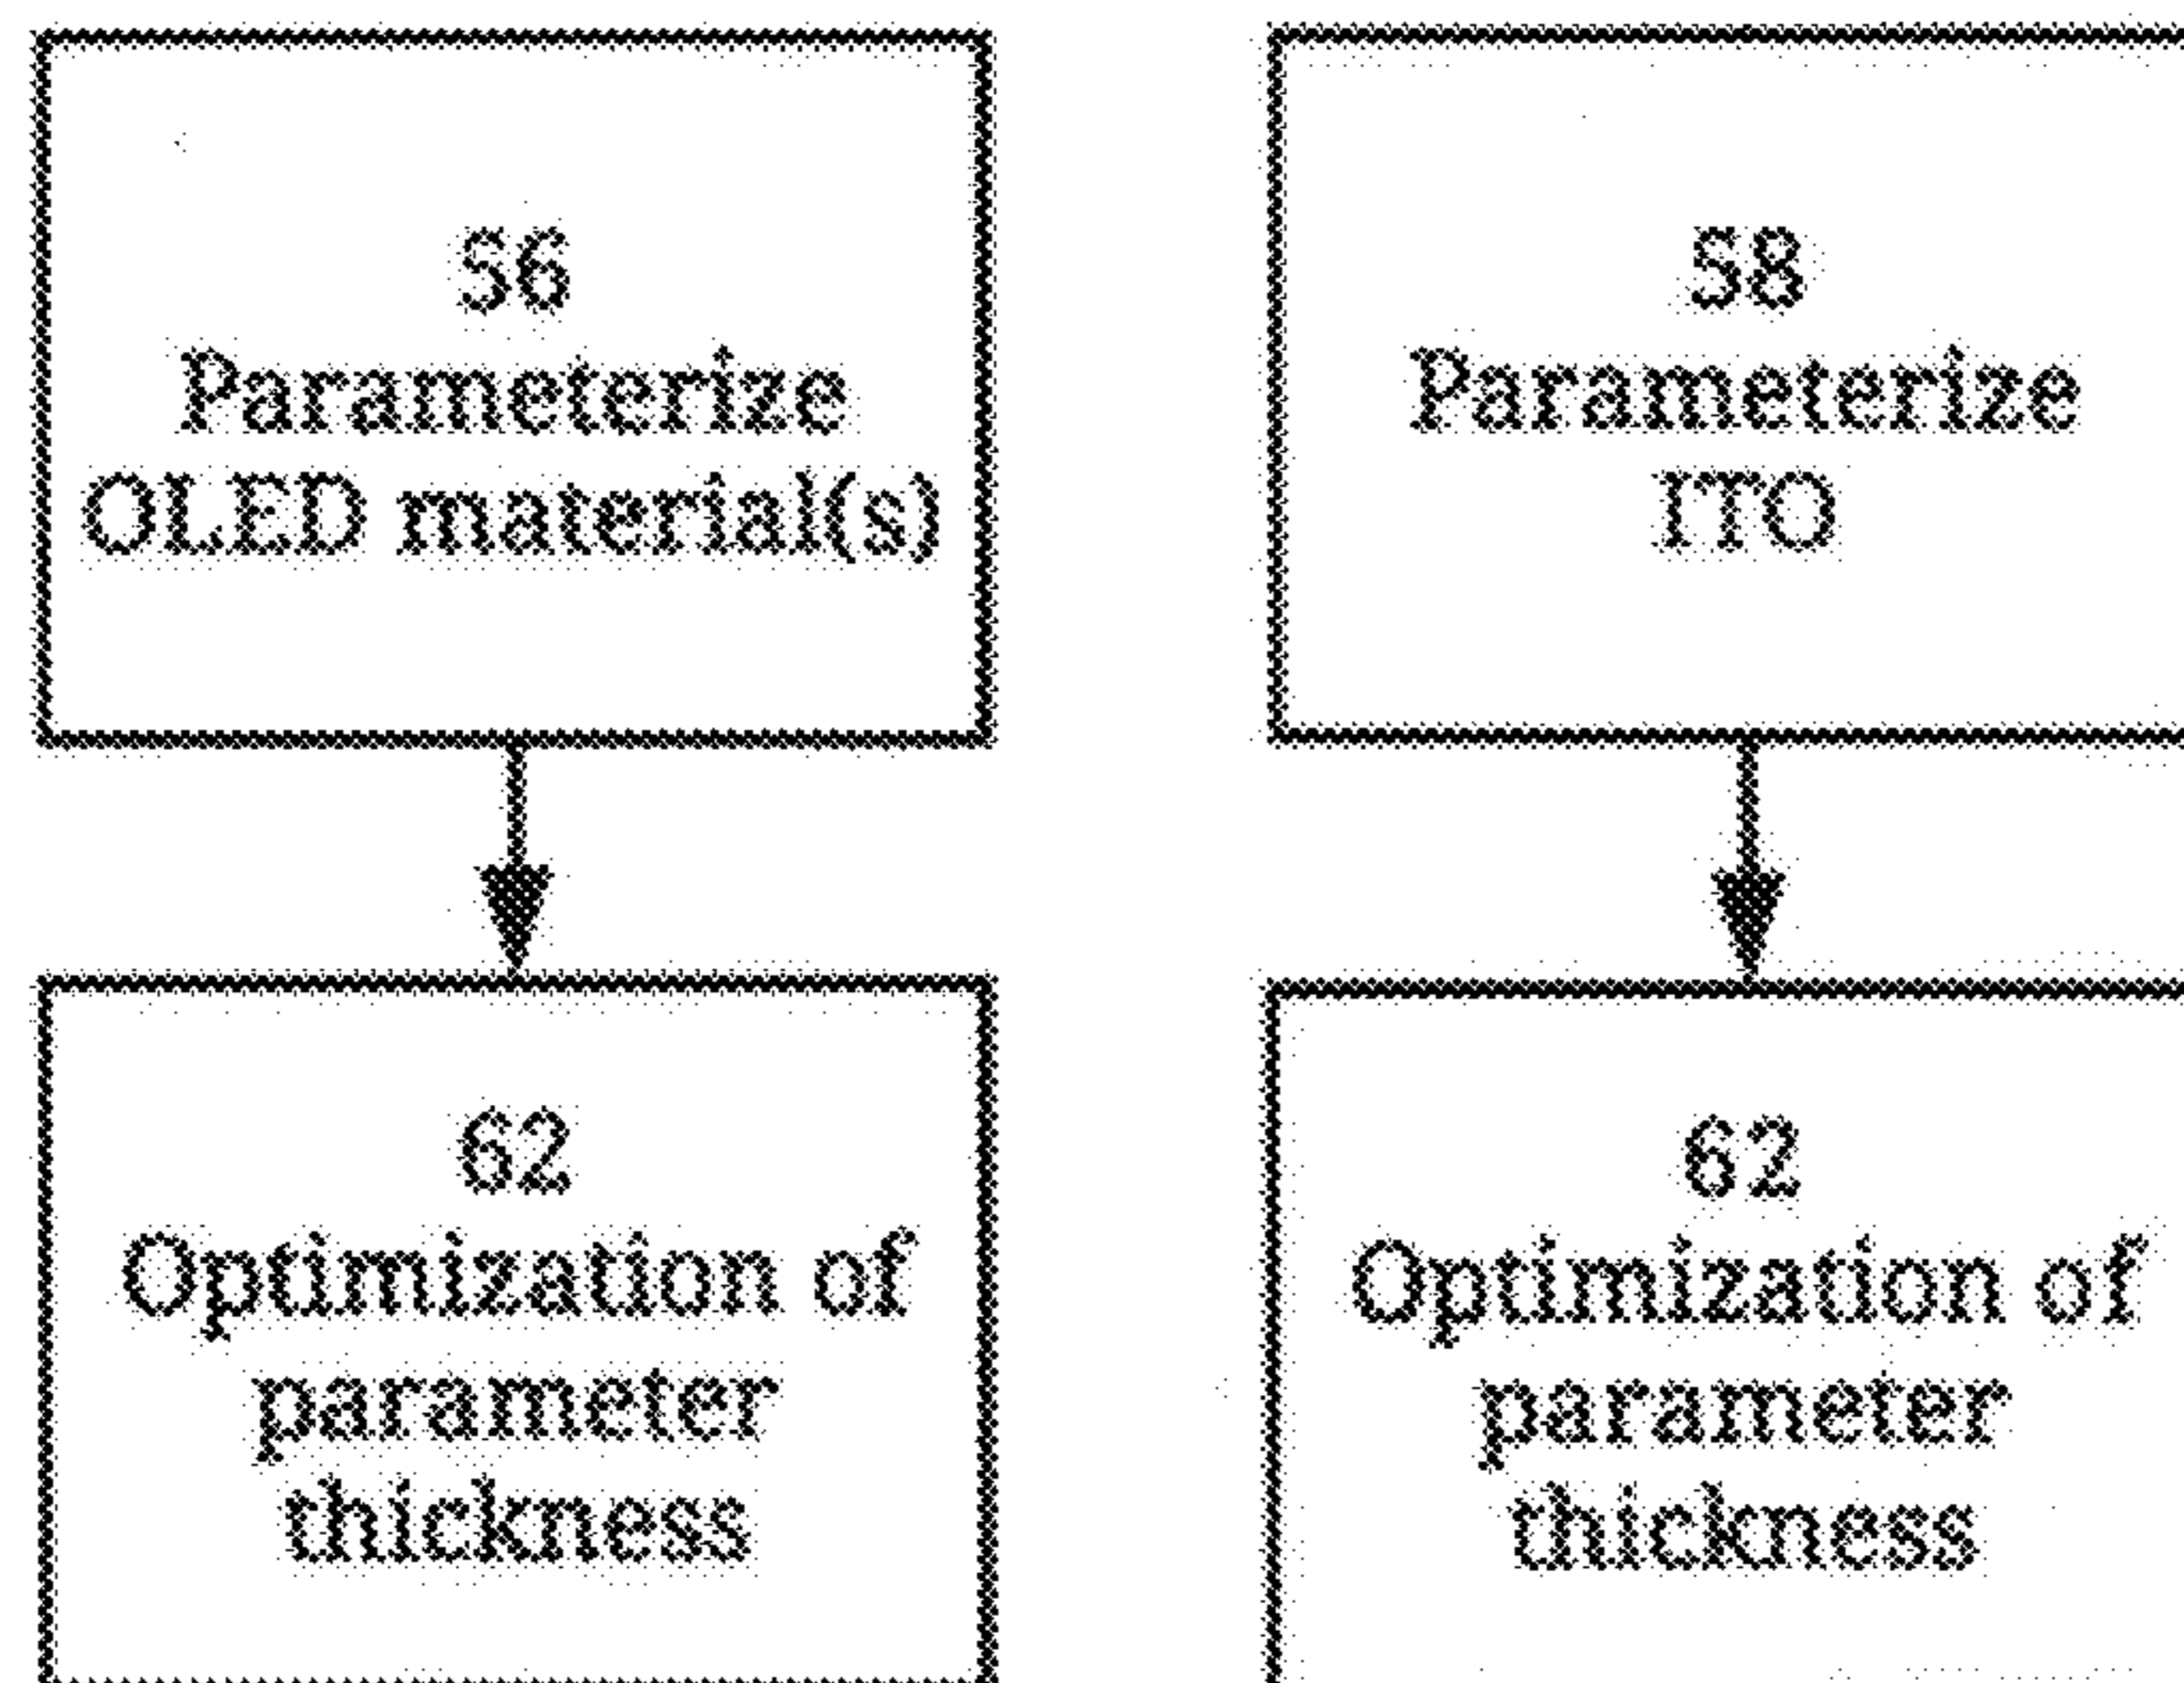 56
Parameterize
OLED material(s)
58
Parameterize
ITO
62
Optimization of
parameter
thickness
62
Optimization of
parameter
thickness